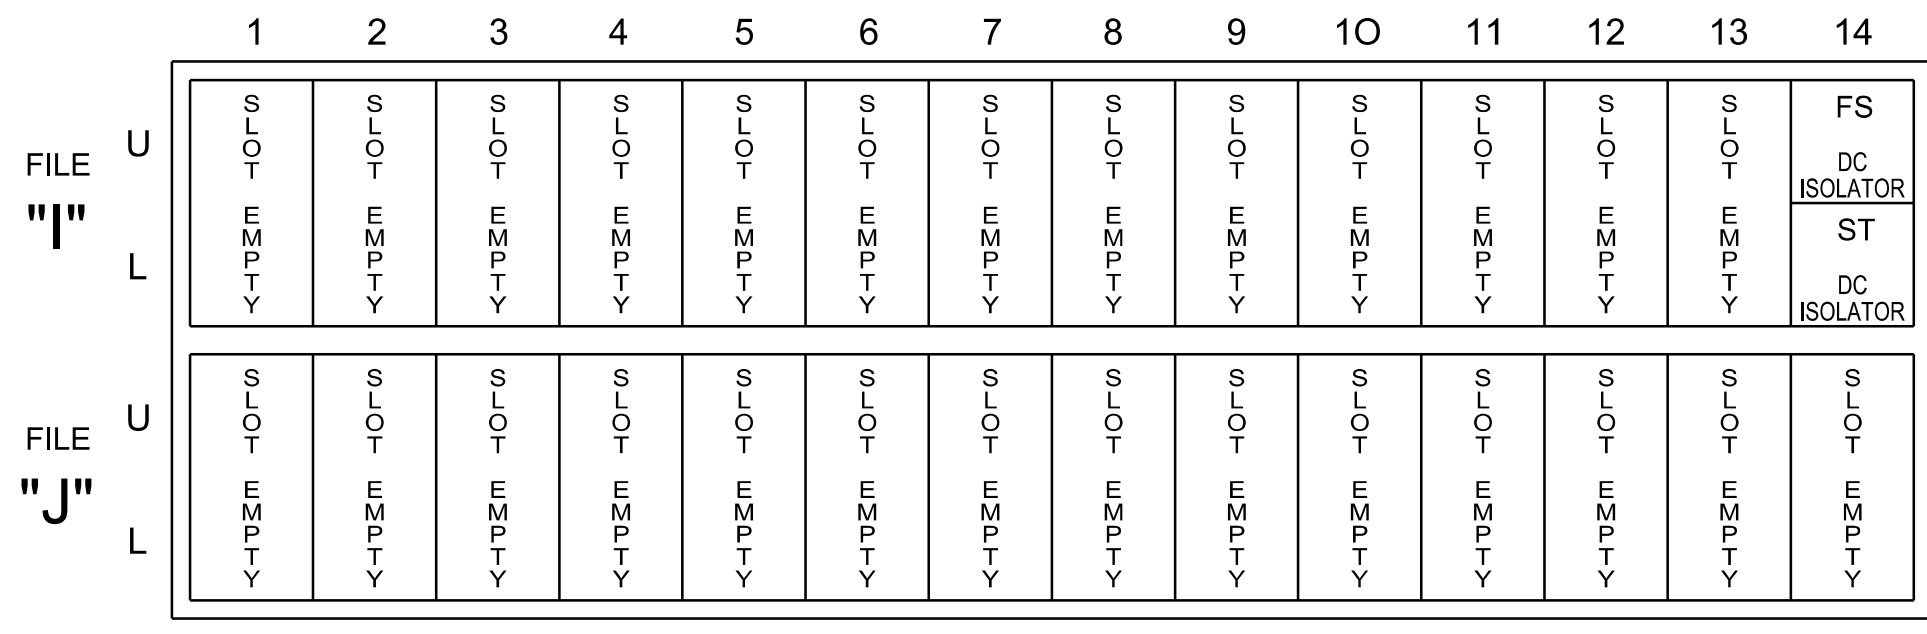 1 2 3 4 5 6 7 8 9 10 11 12 13 14
FILE "I"
U
L
SLOT EMPTY SLOT EMPTY SLOT EMPTY SLOT EMPTY SLOT EMPTY SLOT EMPTY SLOT EMPTY SLOT EMPTY SLOT EMPTY SLOT EMPTY SLOT EMPTY SLOT EMPTY SLOT EMPTY
FS
DC
ISOLATOR
ST
DC
ISOLATOR
FILE "J"
U
L
SLOT EMPTY SLOT EMPTY SLOT EMPTY SLOT EMPTY SLOT EMPTY SLOT EMPTY SLOT EMPTY SLOT EMPTY SLOT EMPTY SLOT EMPTY SLOT EMPTY SLOT EMPTY SLOT EMPTY SLOT EMPTY